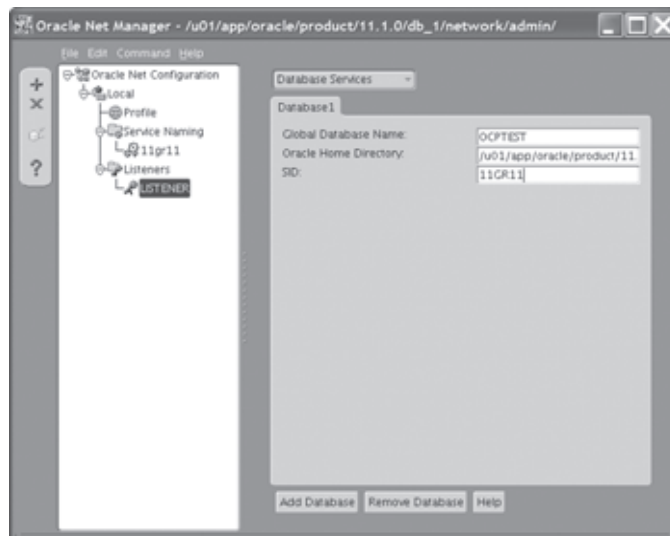 Oracle Net Manager - /u01/app/oracle/product/11.1.0/db_1/network/admin/
File Edit Command Help
Oracle Net Configuration
Local
Profile
Service Naming
11gr11
Listeners
LISTENER
Database Services
Database1
Global Database Name: OCPTEST
Oracle Home Directory: /u01/app/oracle/product/11.
SID: 11GR11
Add Database Remove Database Help